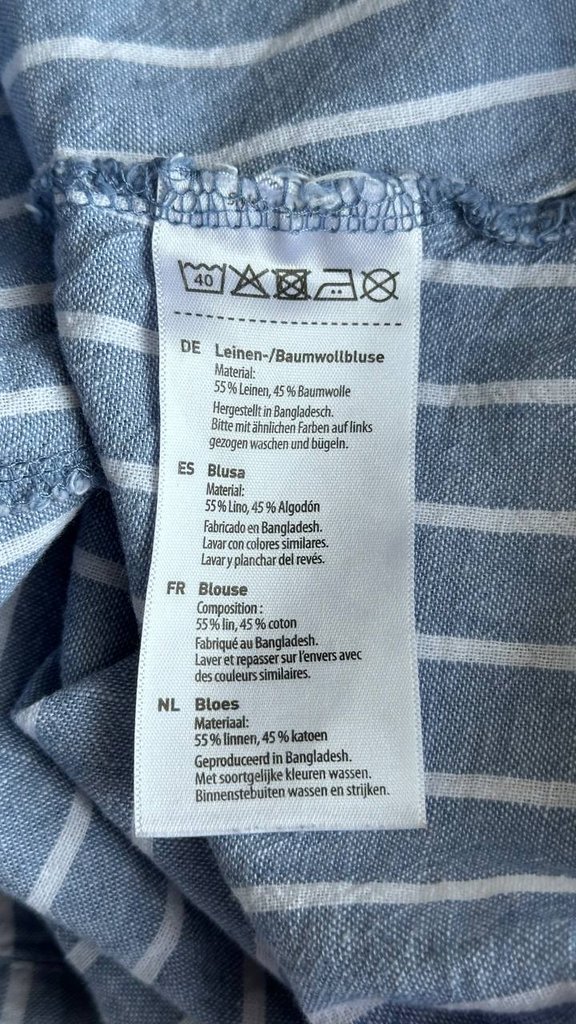 40
DE Leinen-/Baumwollbluse
Material:
55 % Leinen, 45 % Baumwolle
Hergestellt in Bangladesch.
Bitte mit ähnlichen Farben auf links
gezogen waschen und bügeln.
ES Blusa
Material:
55 % Lino, 45 % Algodón
Fabricado en Bangladesh.
Lavar con colores similares.
Lavar y planchar del revés.
FR Blouse
Composition :
55 % lin, 45 % coton
Fabriqué au Bangladesh.
Laver et repasser sur l'envers avec
des couleurs similaires.
NL Bloes
Materiaal:
55 % linnen, 45 % katoen
Geproduceerd in Bangladesh.
Met soortgelijke kleuren wassen.
Binnenstebuiten wassen en strijken.